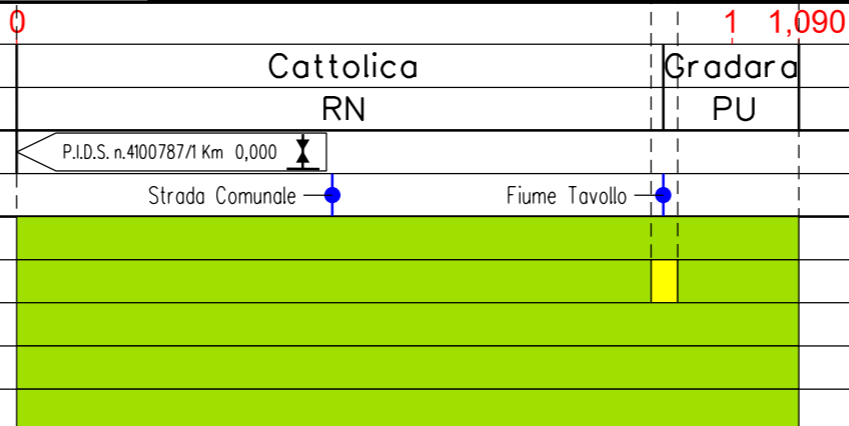 0 1 1,090
Cattolica Gradara
RN PU
P.I.D.S. n.4100787/1 Km 0,000
Strada Comunale Fiume Tavollo